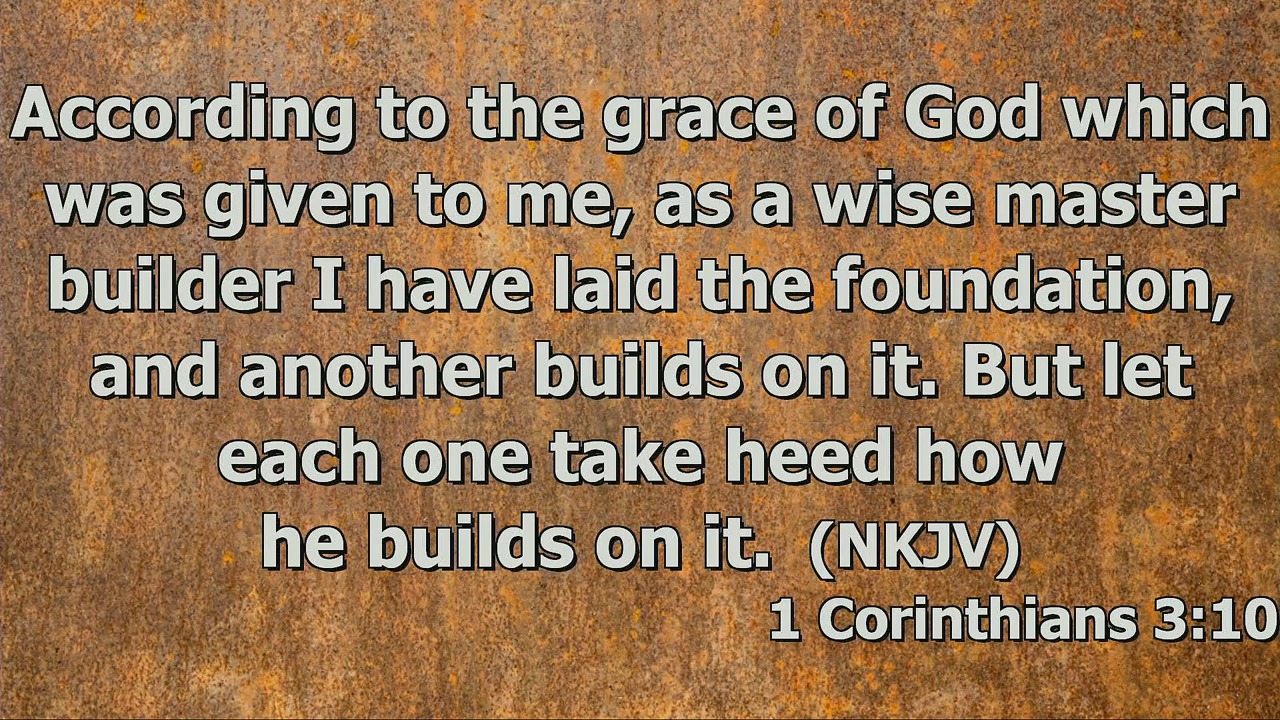 According to the grace of God which
was given to me, as a wise master
builder I have laid the foundation,
and another builds on it. But let
each one take heed how
he builds on it. (NKJV)
1 Corinthians 3:10